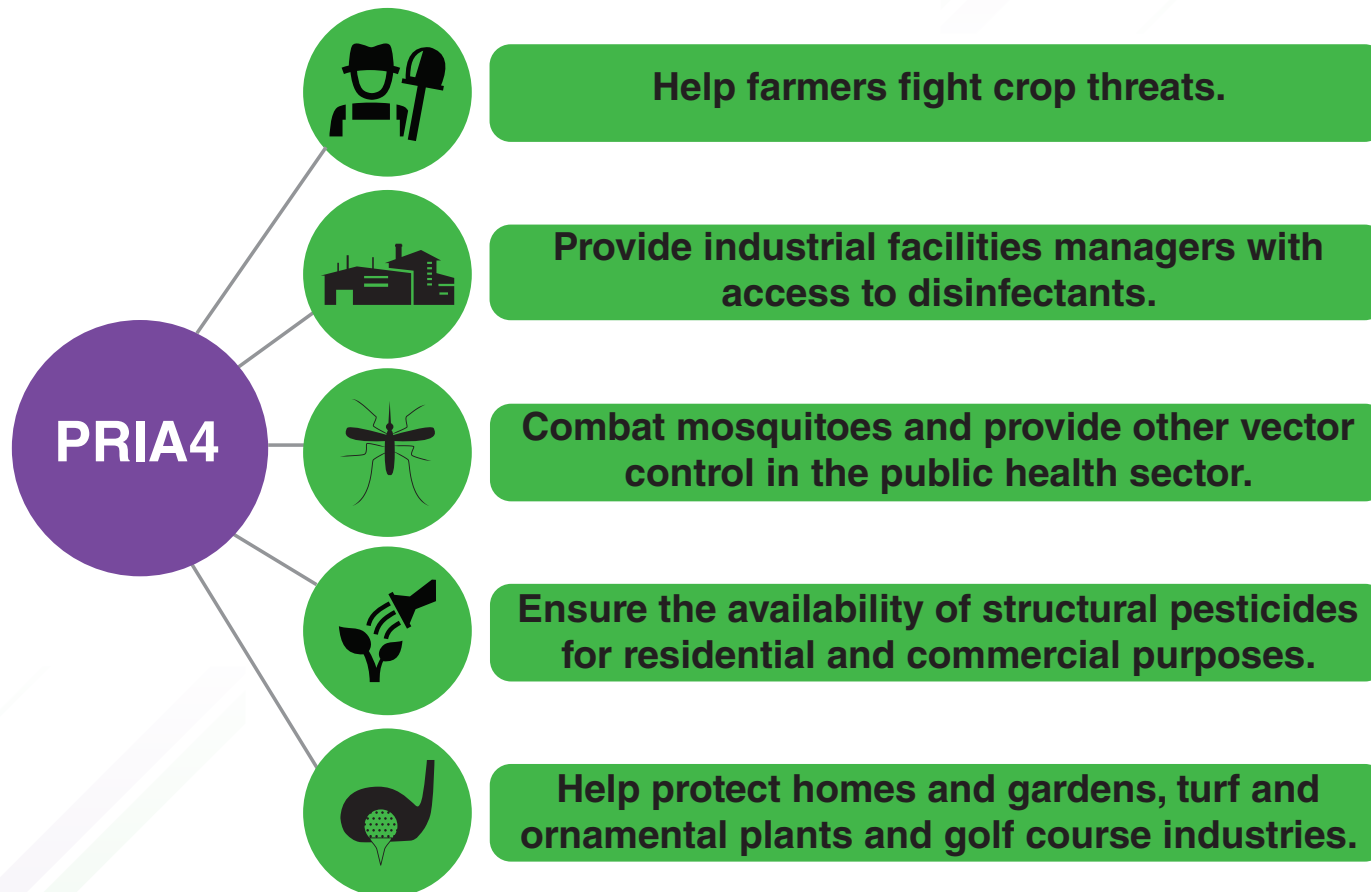 Help farmers fight crop threats.
Provide industrial facilities managers with
access to disinfectants.
PRIA4
Combat mosquitoes and provide other vector
control in the public health sector.
Ensure the availability of structural pesticides
for residential and commercial purposes.
Help protect homes and gardens, turf and
ornamental plants and golf course industries.